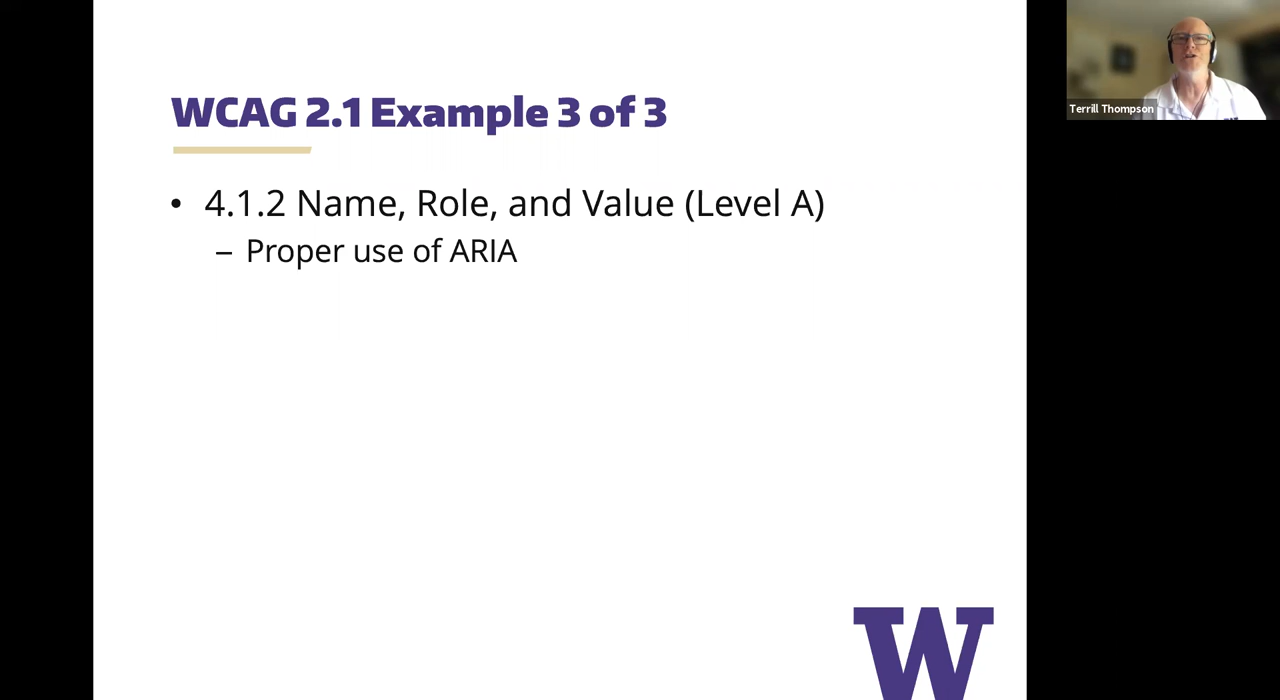 WCAG 2.1 Example 3 of 3
• 4.1.2 Name, Role, and Value (Level A)
– Proper use of ARIA
W
Terrill Thompson